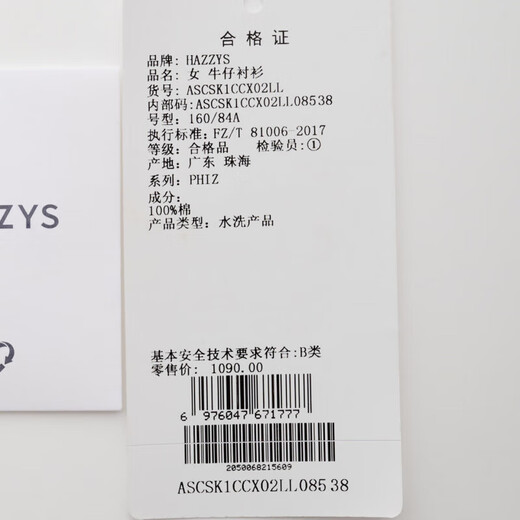 ZYS
合格证
品牌: HAZZYS
品名: 女 牛仔衬衫
货号: ASCSK1CCX02LL
内部码: ASCSK1CCX02LL08538
号型: 160/84A
执行标准: FZ/T 81006-2017
等级: 合格品 检验员:①
产地: 广东 珠海
系列: PHIZ
成分:
100%棉
产品类型: 水洗产品
基本安全技术要求符合:B类
零售价: 1090.00
6 976047 671777
2050068215609
ASCSK1CCX02LL08538